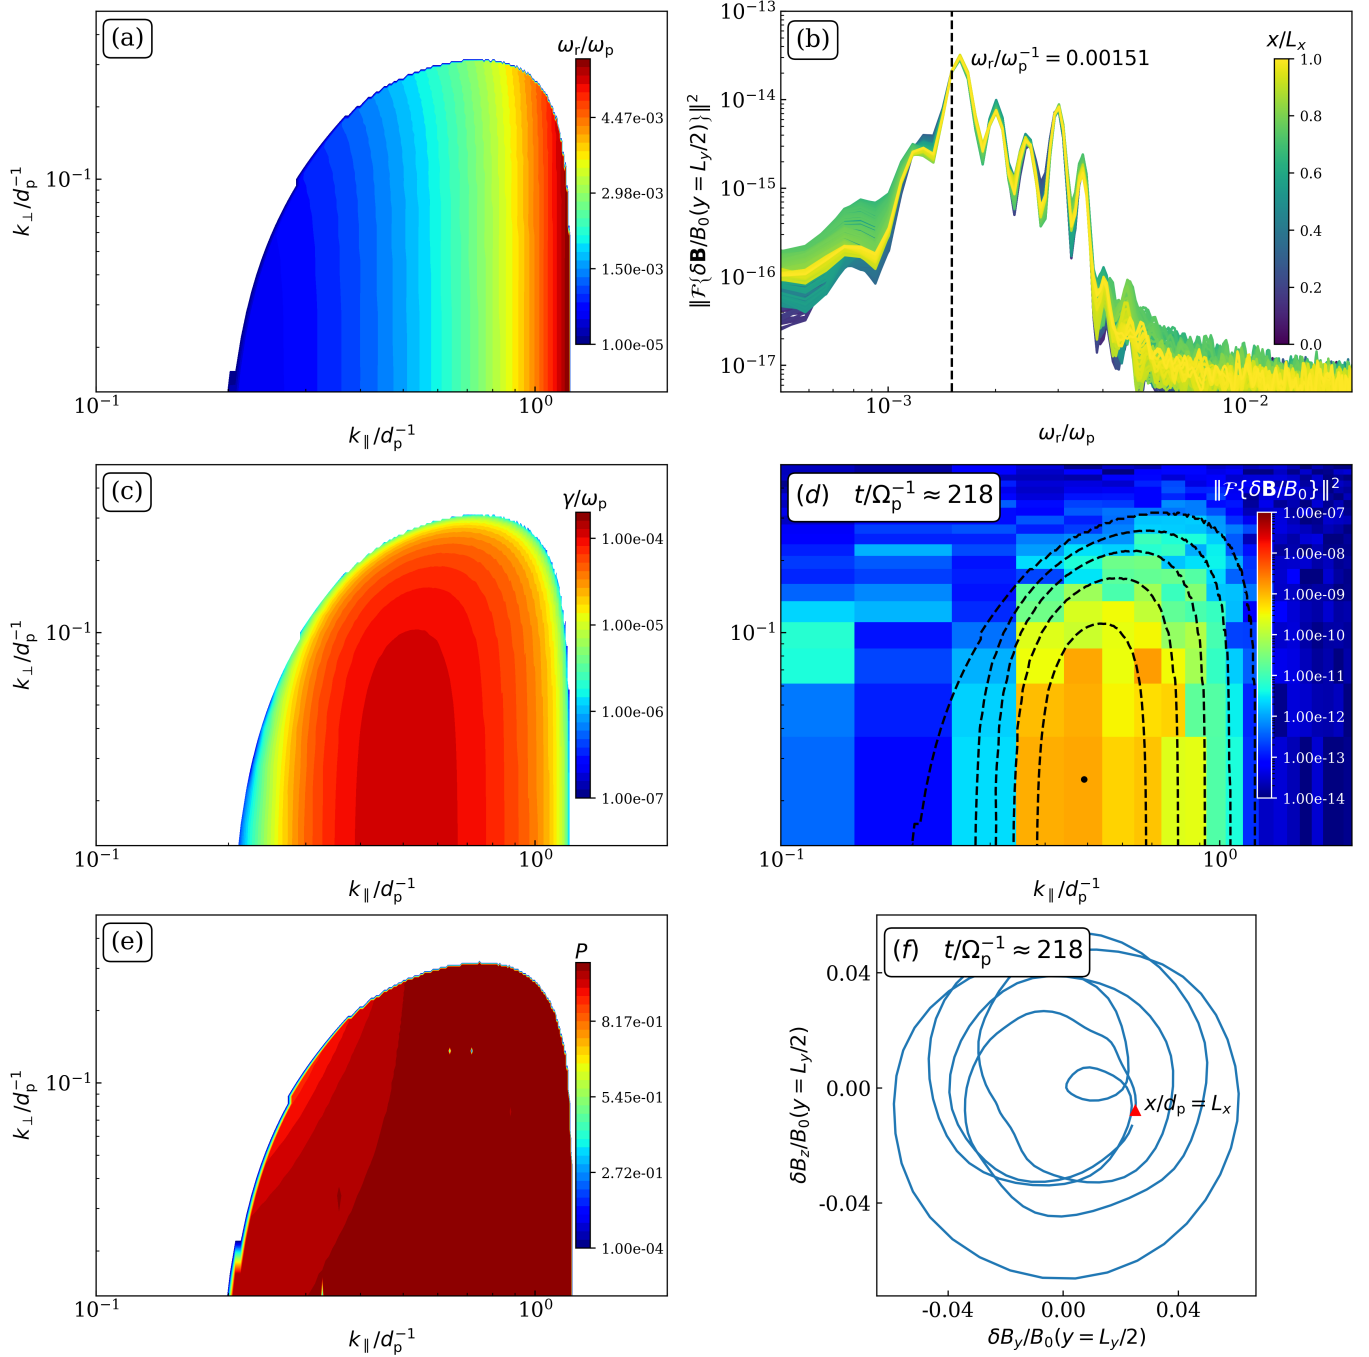 (a)
ω_r/ω_p
4.47e-03
2.98e-03
1.50e-03
1.00e-05
10^-1
k_⊥/d_p^-1
10^-1
10^0
k_∥/d_p^-1
(b)
ω_r/ω_p^-1 = 0.00151
x/L_x
1.0
0.8
0.6
0.4
0.2
0.0
10^-13
10^-14
10^-15
10^-16
10^-17
‖ℱ{δB/B_0(y = L_y/2)}‖^2
10^-3
10^-2
ω_r/ω_p
(c)
γ/ω_p
1.00e-04
1.00e-05
1.00e-06
1.00e-07
10^-1
k_⊥/d_p^-1
10^-1
10^0
k_∥/d_p^-1
(d) t/Ω_p^-1 ≈ 218
‖ℱ{δB/B_0}‖^2
1.00e-07
1.00e-08
1.00e-09
1.00e-10
1.00e-11
1.00e-12
1.00e-13
1.00e-14
10^-1
10^-1
10^0
k_∥/d_p^-1
(e)
P
8.17e-01
5.45e-01
2.72e-01
1.00e-04
10^-1
k_⊥/d_p^-1
10^-1
10^0
k_∥/d_p^-1
(f) t/Ω_p^-1 ≈ 218
0.04
0.00
-0.04
δB_z/B_0(y = L_y/2)
x/d_p = L_x
-0.04
0.00
0.04
δB_y/B_0(y = L_y/2)